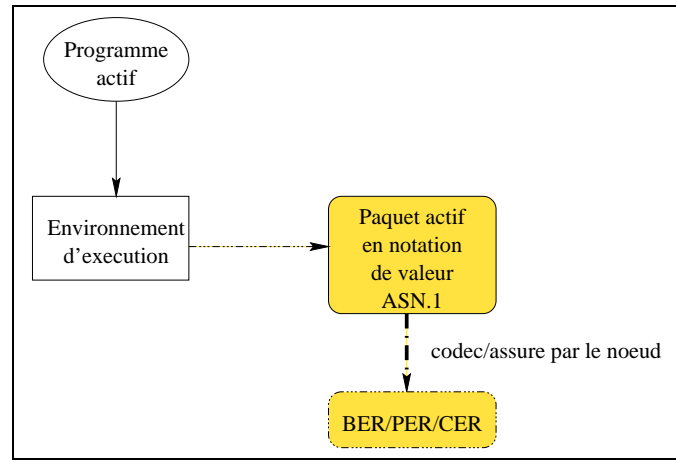 Programme
actif
Environnement
d'execution
Paquet actif
en notation
de valeur
ASN.1
codec/assure par le noeud
BER/PER/CER